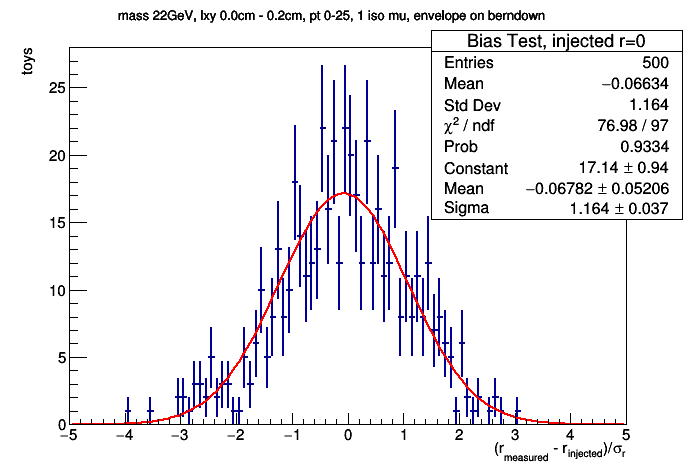 mass 22GeV, lxy 0.0cm - 0.2cm, pt 0-25, 1 iso mu, envelope on berndown
Bias Test, injected r=0
Entries 500
Mean −0.06634
Std Dev 1.164
χ² / ndf 76.98 / 97
Prob 0.9334
Constant 17.14 ± 0.94
Mean −0.06782 ± 0.05206
Sigma 1.164 ± 0.037
toys
25
20
15
10
5
0
−5 −4 −3 −2 −1 0 1 2 3 4 5
(r_measured - r_injected)/σ_r